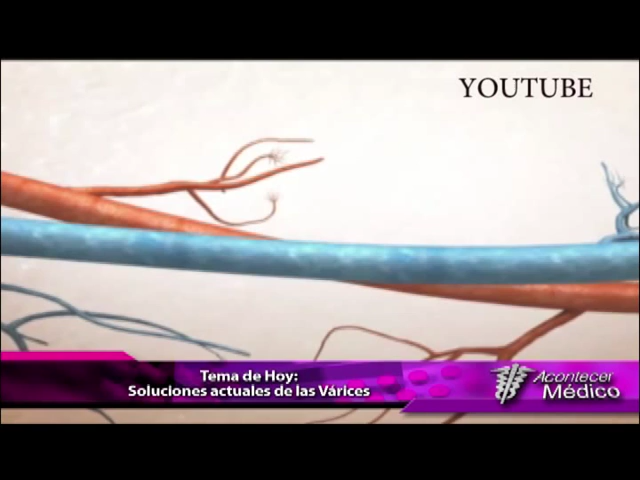 YOUTUBE
Tema de Hoy:
Soluciones actuales de las Várices
Acontecer
Médico